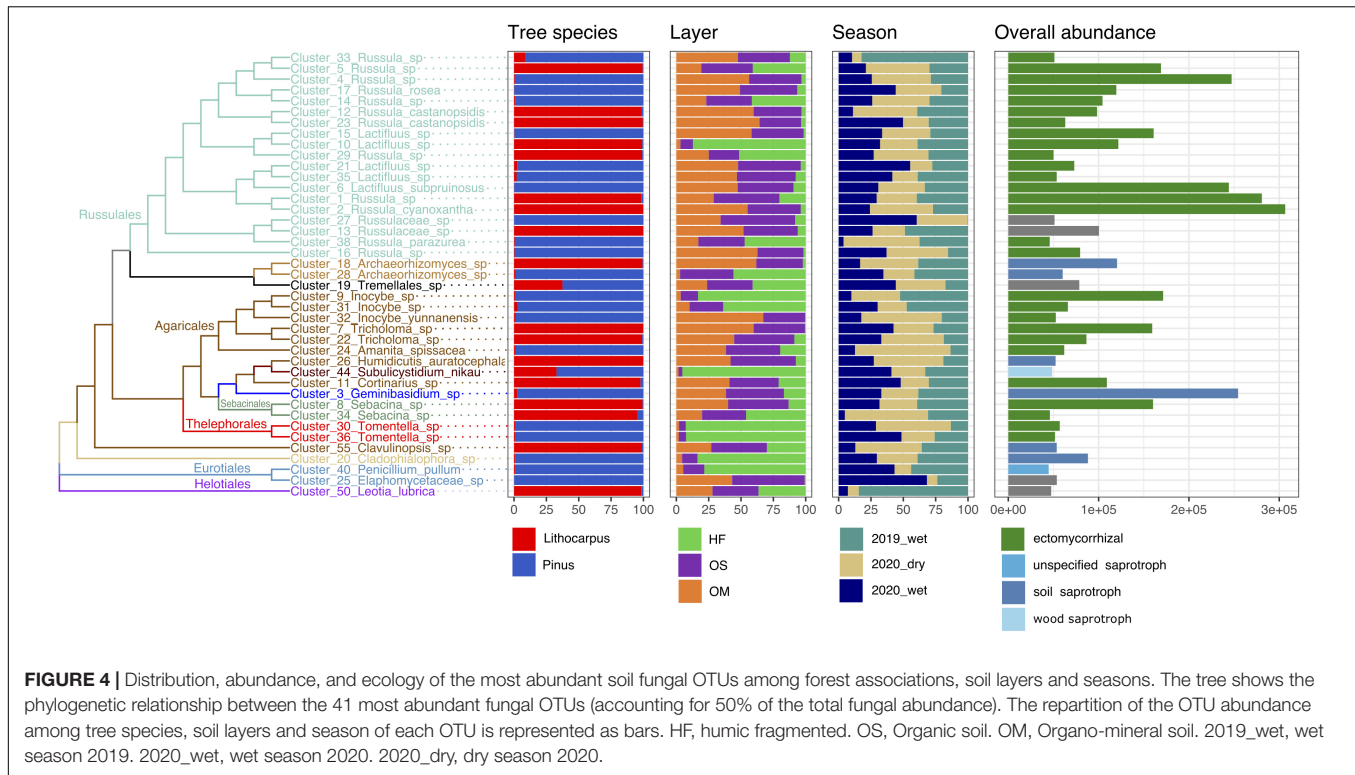 Tree species
Layer
Season
Overall abundance
Cluster_33_Russula_sp
Cluster_5_Russula_sp
Cluster_4_Russula_sp
Cluster_17_Russula_rosea
Cluster_14_Russula_sp
Cluster_12_Russula_castanopsidis
Cluster_23_Russula_castanopsidis
Cluster_15_Lactifluus_sp
Cluster_10_Lactifluus_sp
Cluster_29_Russula_sp
Cluster_21_Lactifluus_sp
Cluster_35_Lactifluus_sp
Cluster_6_Lactifluus_subpruinosus
Cluster_1_Russula_sp
Cluster_2_Russula_cyanoxantha
Russulales
Cluster_27_Russulaceae_sp
Cluster_13_Russulaceae_sp
Cluster_38_Russula_parazurea
Cluster_16_Russula_sp
Cluster_18_Archaeorhizomyces_sp
Cluster_28_Archaeorhizomyces_sp
Cluster_19_Tremellales_sp
Cluster_9_Inocybe_sp
Cluster_31_Inocybe_sp
Cluster_32_Inocybe_yunnanensis
Agaricales
Cluster_7_Tricholoma_sp
Cluster_22_Tricholoma_sp
Cluster_24_Amanita_spissacea
Cluster_26_Humidicutis_auratocephala
Cluster_44_Subulicystidium_nikau
Cluster_11_Cortinarius_sp
Cluster_3_Geminibasidium_sp
Sebacinales
Cluster_8_Sebacina_sp
Cluster_34_Sebacina_sp
Thelephorales
Cluster_30_Tomentella_sp
Cluster_36_Tomentella_sp
Cluster_55_Clavulinopsis_sp
Cluster_20_Cladophialophora_sp
Eurotiales
Cluster_40_Penicillium_pullum
Cluster_25_Elaphomycetaceae_sp
Helotiales
Cluster_50_Leotia_lubrica
0 25 50 75 100
0 25 50 75 100
0 25 50 75 100
0e+00 1e+05 2e+05 3e+05
Lithocarpus
Pinus
HF
OS
OM
2019_wet
2020_dry
2020_wet
ectomycorrhizal
unspecified saprotroph
soil saprotroph
wood saprotroph
FIGURE 4 | Distribution, abundance, and ecology of the most abundant soil fungal OTUs among forest associations, soil layers and seasons. The tree shows the
phylogenetic relationship between the 41 most abundant fungal OTUs (accounting for 50% of the total fungal abundance). The repartition of the OTU abundance
among tree species, soil layers and season of each OTU is represented as bars. HF, humic fragmented. OS, Organic soil. OM, Organo-mineral soil. 2019_wet, wet
season 2019. 2020_wet, wet season 2020. 2020_dry, dry season 2020.